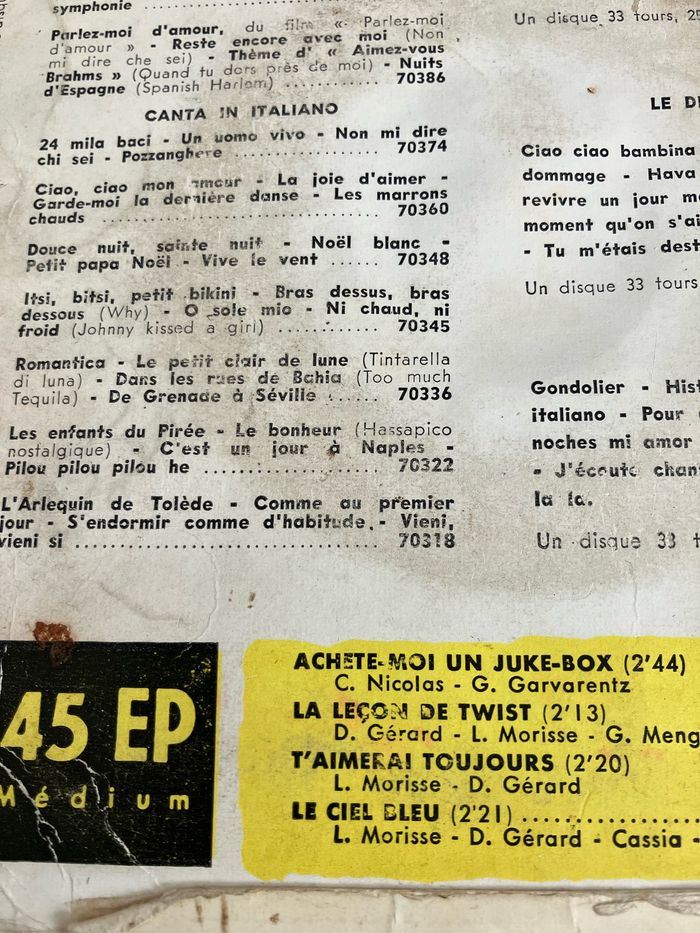 symphonie
Parlez-moi d'amour, du film « Parlez-moi
d'amour » - Reste encore avec moi (Non
mi dire che sei) - Thème d' « Aimez-vous
Brahms » (Quand tu dors près de moi) - Nuits
d'Espagne (Spanish Harlem) ............ 70386
CANTA IN ITALIANO
24 mila baci - Un uomo vivo - Non mi dire
chi sei - Pozzanghere .................. 70374
Ciao, ciao mon amour - La joie d'aimer -
Garde-moi la dernière danse - Les marrons
chauds ................................ 70360
Douce nuit, sainte nuit - Noël blanc -
Petit papa Noël - Vive le vent ...... 70348
Itsi, bitsi, petit bikini - Bras dessus, bras
dessous (Why) - O sole mio - Ni chaud, ni
froid (Johnny kissed a girl) ............ 70345
Romantica - Le petit clair de lune (Tintarella
di luna) - Dans les rues de Bahia (Too much
Tequila) - De Grenade à Séville ...... 70336
Les enfants du Pirée - Le bonheur (Hassapico
nostalgique) - C'est un jour à Naples -
Pilou pilou pilou he .................... 70322
L'Arlequin de Tolède - Comme au premier
jour - S'endormir comme d'habitude - Vieni,
vieni si .................................. 70318
Un disque 33 tours, 25
LE
Ciao ciao bambina
dommage - Hava
revivre un jour
moment qu'on
- Tu m'étais
Un disque 33 tours
Gondolier -
italiano - Pour
noches mi amor
- J'écoute
la la.
Un disque 33
45 EP
Médium
ACHETE-MOI UN JUKE-BOX (2'44)
C. Nicolas - G. Garvarentz
LA LEÇON DE TWIST (2'13)
D. Gérard - L. Morisse - G.
T'AIMERAI TOUJOURS (2'20)
L. Morisse - D. Gérard
LE CIEL BLEU (2'21) ....................
L. Morisse - D. Gérard - Cassia -